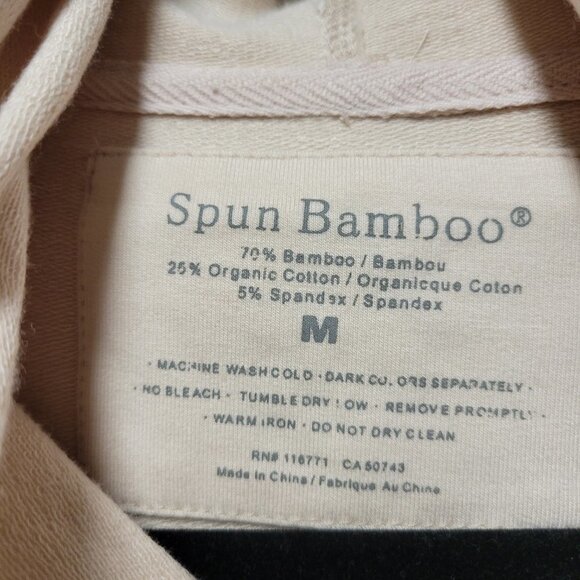 Spun Bamboo®
70% Bamboo / Bambou
25% Organic Cotton / Organicque Coton
5% Spandex / Spandex
M
· MACHINE WASH COLD · DARK COLORS SEPARATELY ·
· NO BLEACH · TUMBLE DRY LOW · REMOVE PROMPTLY ·
· WARM IRON · DO NOT DRY CLEAN
RN# 116771 CA 50743
Made in China / Fabrique Au Chine